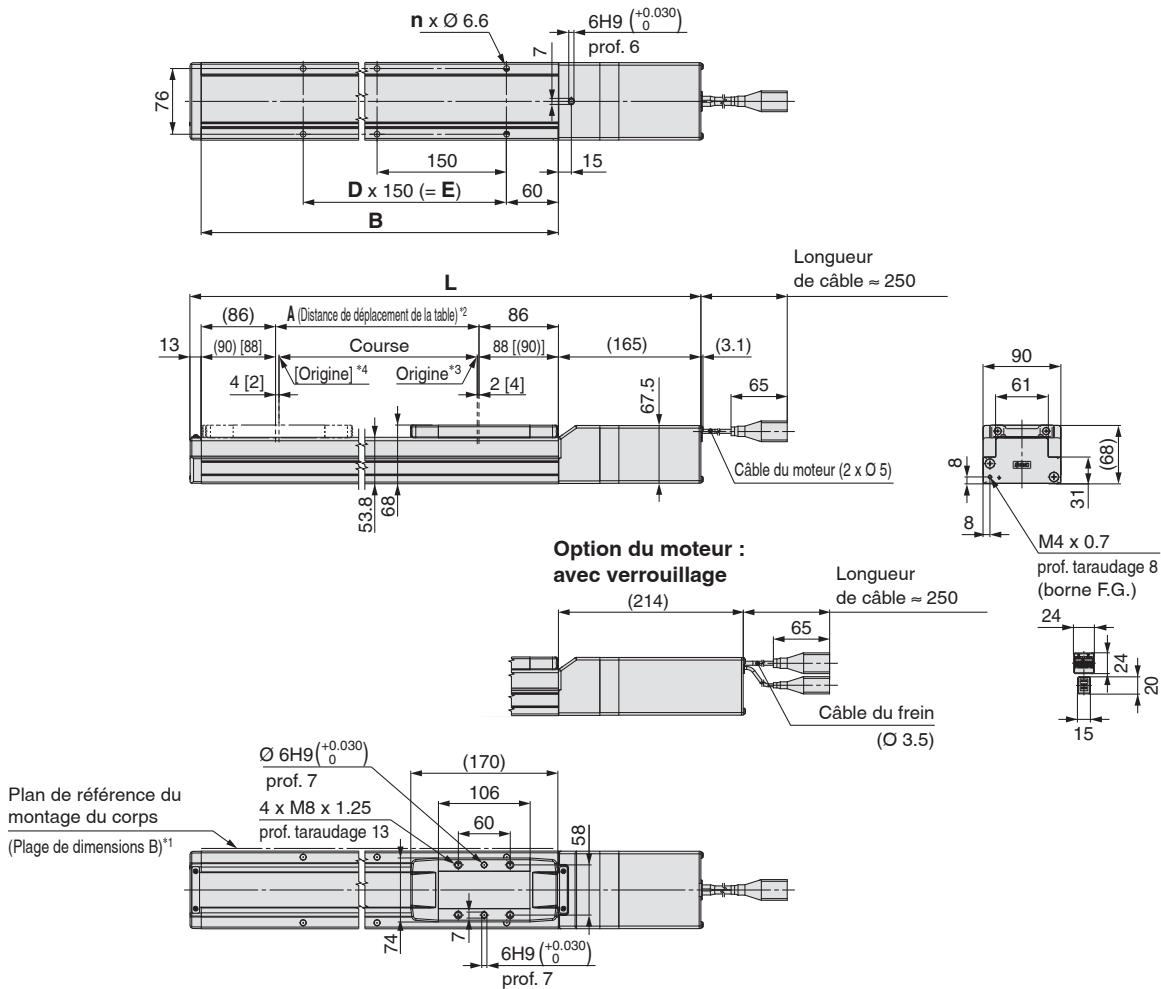 n x Ø 6.6
6H9 (+0.030 0)
prof. 6
7
76
150
15
D x 150 (= E)
60
B
Longueur
de câble ≈ 250
L
(86)
A (Distance de déplacement de la table) *2
86
13
(90) [88]
Course
88 [(90)]
(165)
(3.1)
[Origine] *4
Origine*3
4 [2]
2 [4]
67.5
65
53.8
68
Câble du moteur (2 x Ø 5)
90
61
8
(68)
31
8
M4 x 0.7
prof. taraudage 8
(borne F.G.)
Option du moteur :
avec verrouillage
Longueur
de câble ≈ 250
(214)
65
Câble du frein
(Ø 3.5)
24
24
20
15
Ø 6H9 (+0.030 0)
prof. 7
(170)
106
4 x M8 x 1.25
prof. taraudage 13
60
58
Plan de référence du
montage du corps
(Plage de dimensions B)*1
74
7
6H9 (+0.030 0)
prof. 7